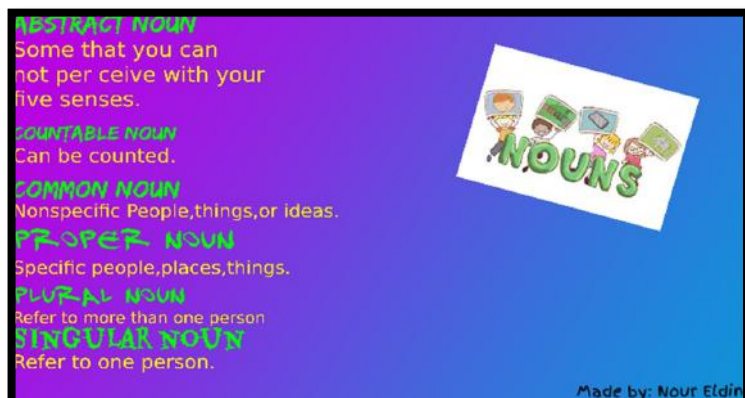 ABSTRACT NOUN
Some that you can
not per ceive with your
five senses.
COUNTABLE NOUN
Can be counted.
COMMON NOUN
Nonspecific People,things,or ideas.
PROPER NOUN
Specific people,places,things.
PLURAL NOUN
Refer to more than one person
SINGULAR NOUN
Refer to one person.
NOUNS
Made by: Nour Eldin